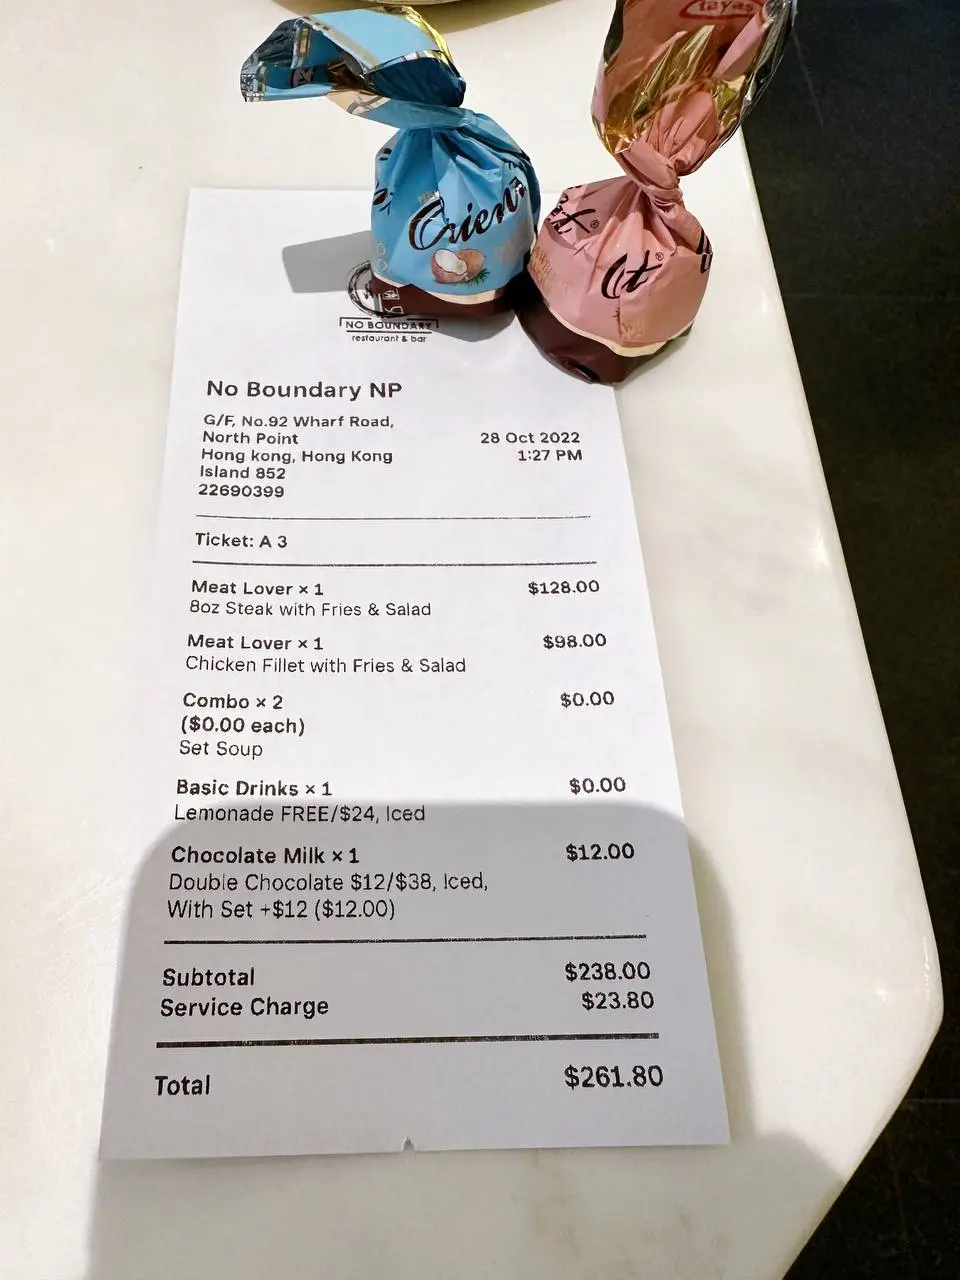 tayas
Orient
Ot®
NO BOUNDARY
restaurant & bar
No Boundary NP
G/F, No.92 Wharf Road,
North Point
Hong kong, Hong Kong
Island 852
22690399
28 Oct 2022
1:27 PM
Ticket: A 3
Meat Lover × 1 $128.00
8oz Steak with Fries & Salad
Meat Lover × 1 $98.00
Chicken Fillet with Fries & Salad
Combo × 2 $0.00
($0.00 each)
Set Soup
Basic Drinks × 1 $0.00
Lemonade FREE/$24, Iced
Chocolate Milk × 1 $12.00
Double Chocolate $12/$38, Iced,
With Set +$12 ($12.00)
Subtotal $238.00
Service Charge $23.80
Total $261.80